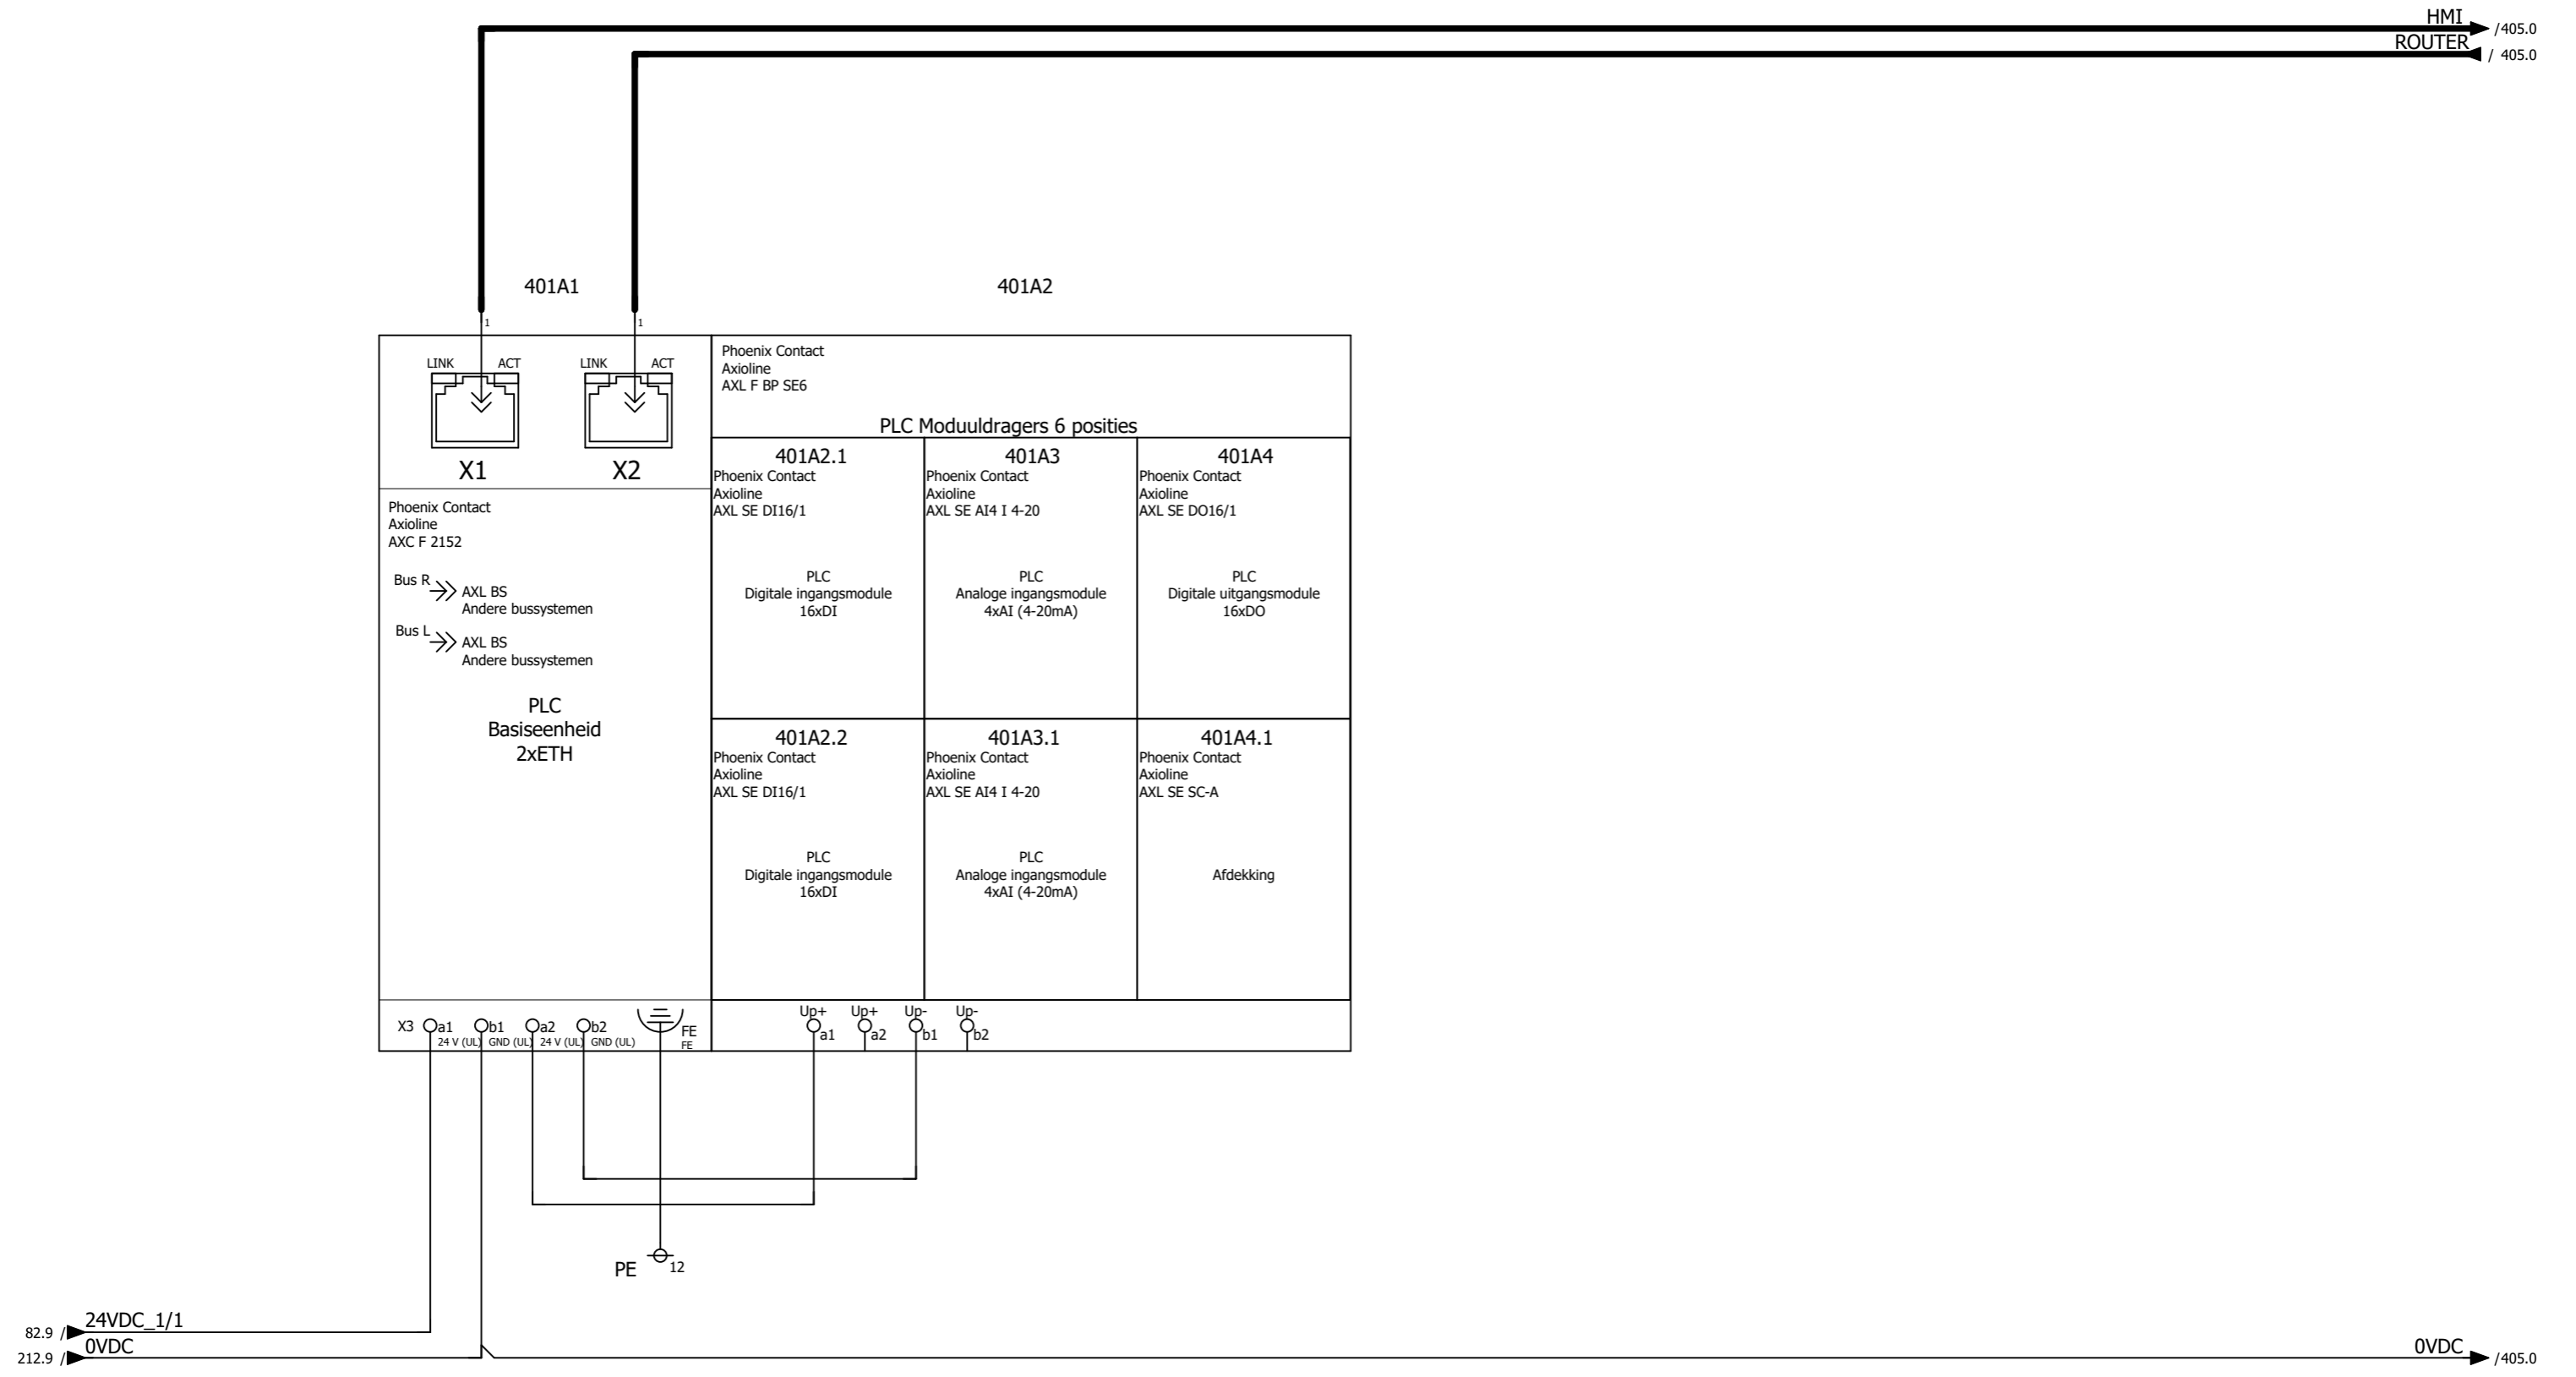 HMI
/405.0
ROUTER
/ 405.0
401A1
401A2
1
1
LINK
ACT
LINK
ACT
X1
X2
Phoenix Contact
Axioline
AXL F BP SE6
PLC Moduuldragers 6 posities
Phoenix Contact
Axioline
AXC F 2152
Bus R
AXL BS
Andere bussystemen
Bus L
AXL BS
Andere bussystemen
PLC
Basiseenheid
2xETH
401A2.1
Phoenix Contact
Axioline
AXL SE DI16/1
PLC
Digitale ingangsmodule
16xDI
401A3
Phoenix Contact
Axioline
AXL SE AI4 I 4-20
PLC
Analoge ingangsmodule
4xAI (4-20mA)
401A4
Phoenix Contact
Axioline
AXL SE DO16/1
PLC
Digitale uitgangsmodule
16xDO
401A2.2
Phoenix Contact
Axioline
AXL SE DI16/1
PLC
Digitale ingangsmodule
16xDI
401A3.1
Phoenix Contact
Axioline
AXL SE AI4 I 4-20
PLC
Analoge ingangsmodule
4xAI (4-20mA)
401A4.1
Phoenix Contact
Axioline
AXL SE SC-A
Afdekking
X3
a1
b1
a2
b2
FE
24 V (UL)
GND (UL)
24 V (UL)
GND (UL)
FE
Up+
Up+
Up-
Up-
a1
a2
b1
b2
PE
12
24VDC_1/1
82.9 /
0VDC
212.9 /
0VDC
/405.0